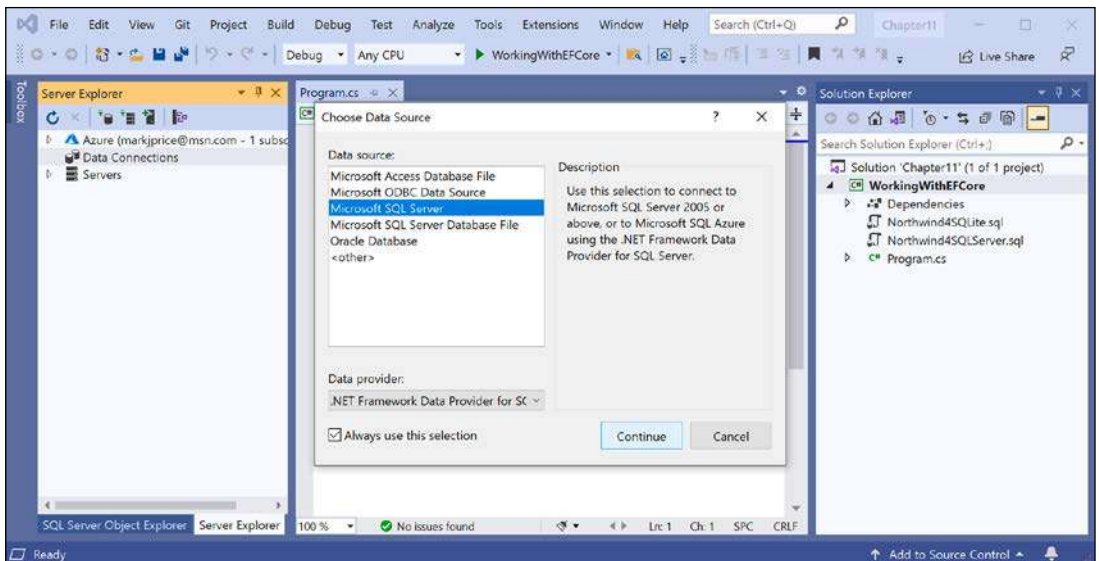 File Edit View Git Project Build Debug Test Analyze Tools Extensions Window Help Search (Ctrl+Q) Chapter11
Debug Any CPU WorkingWithEFCore Live Share
Toolbox
Server Explorer
Azure (markjprice@msn.com - 1 subsc
Data Connections
Servers
SQL Server Object Explorer Server Explorer
Program.cs
Choose Data Source ?
Data source:
Microsoft Access Database File
Microsoft ODBC Data Source
Microsoft SQL Server
Microsoft SQL Server Database File
Oracle Database
<other>
Description
Use this selection to connect to
Microsoft SQL Server 2005 or
above, or to Microsoft SQL Azure
using the .NET Framework Data
Provider for SQL Server.
Data provider:
.NET Framework Data Provider for SC
Always use this selection
Continue Cancel
100 % No issues found Ln: 1 Ch: 1 SPC CRLF
Solution Explorer
Search Solution Explorer (Ctrl+;)
Solution 'Chapter11' (1 of 1 project)
C# WorkingWithEFCore
Dependencies
Northwind4SQLite.sql
Northwind4SQLServer.sql
C# Program.cs
Ready Add to Source Control